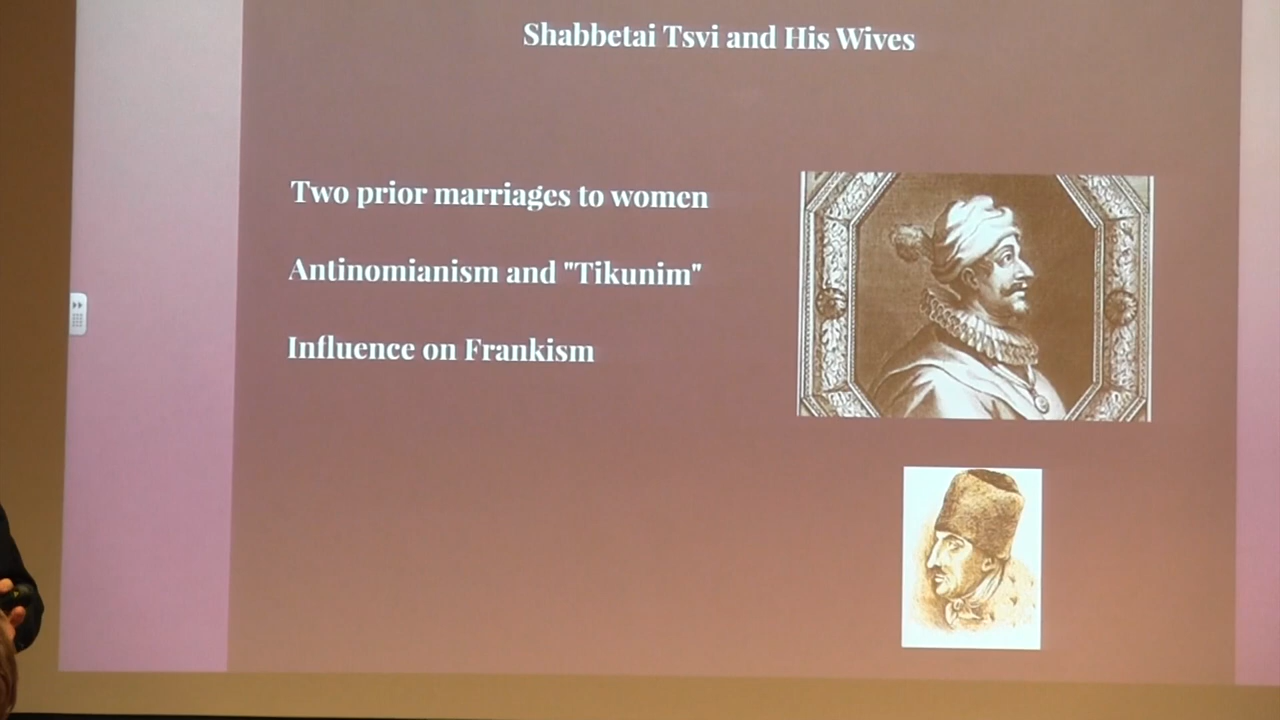 Shabbetai Tsvi and His Wives
Two prior marriages to women
Antinomianism and "Tikunim"
Influence on Frankism